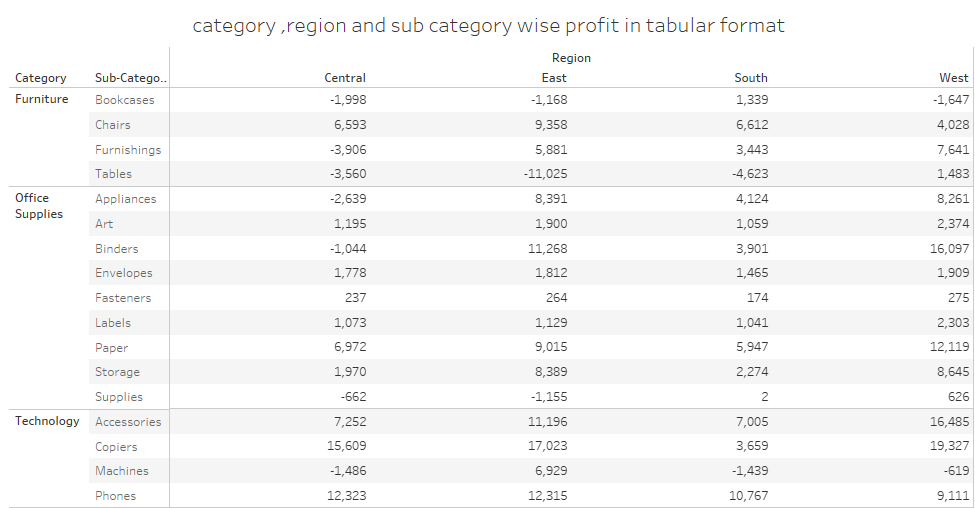 category ,region and sub category wise profit in tabular format
Region
Category Sub-Catego.. Central East South West
Furniture Bookcases -1,998 -1,168 1,339 -1,647
Chairs 6,593 9,358 6,612 4,028
Furnishings -3,906 5,881 3,443 7,641
Tables -3,560 -11,025 -4,623 1,483
Office Appliances -2,639 8,391 4,124 8,261
Supplies
Art 1,195 1,900 1,059 2,374
Binders -1,044 11,268 3,901 16,097
Envelopes 1,778 1,812 1,465 1,909
Fasteners 237 264 174 275
Labels 1,073 1,129 1,041 2,303
Paper 6,972 9,015 5,947 12,119
Storage 1,970 8,389 2,274 8,645
Supplies -662 -1,155 2 626
Technology Accessories 7,252 11,196 7,005 16,485
Copiers 15,609 17,023 3,659 19,327
Machines -1,486 6,929 -1,439 -619
Phones 12,323 12,315 10,767 9,111